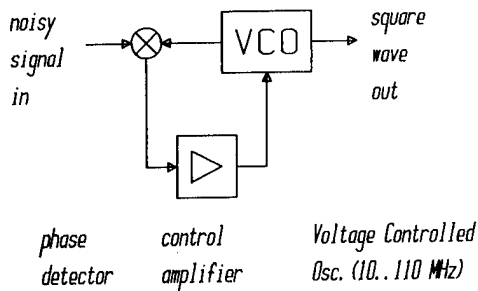 noisy
signal
in
VCO
square
wave
out
phase
detector
control
amplifier
Voltage Controlled
Osc. (10..110 MHz)